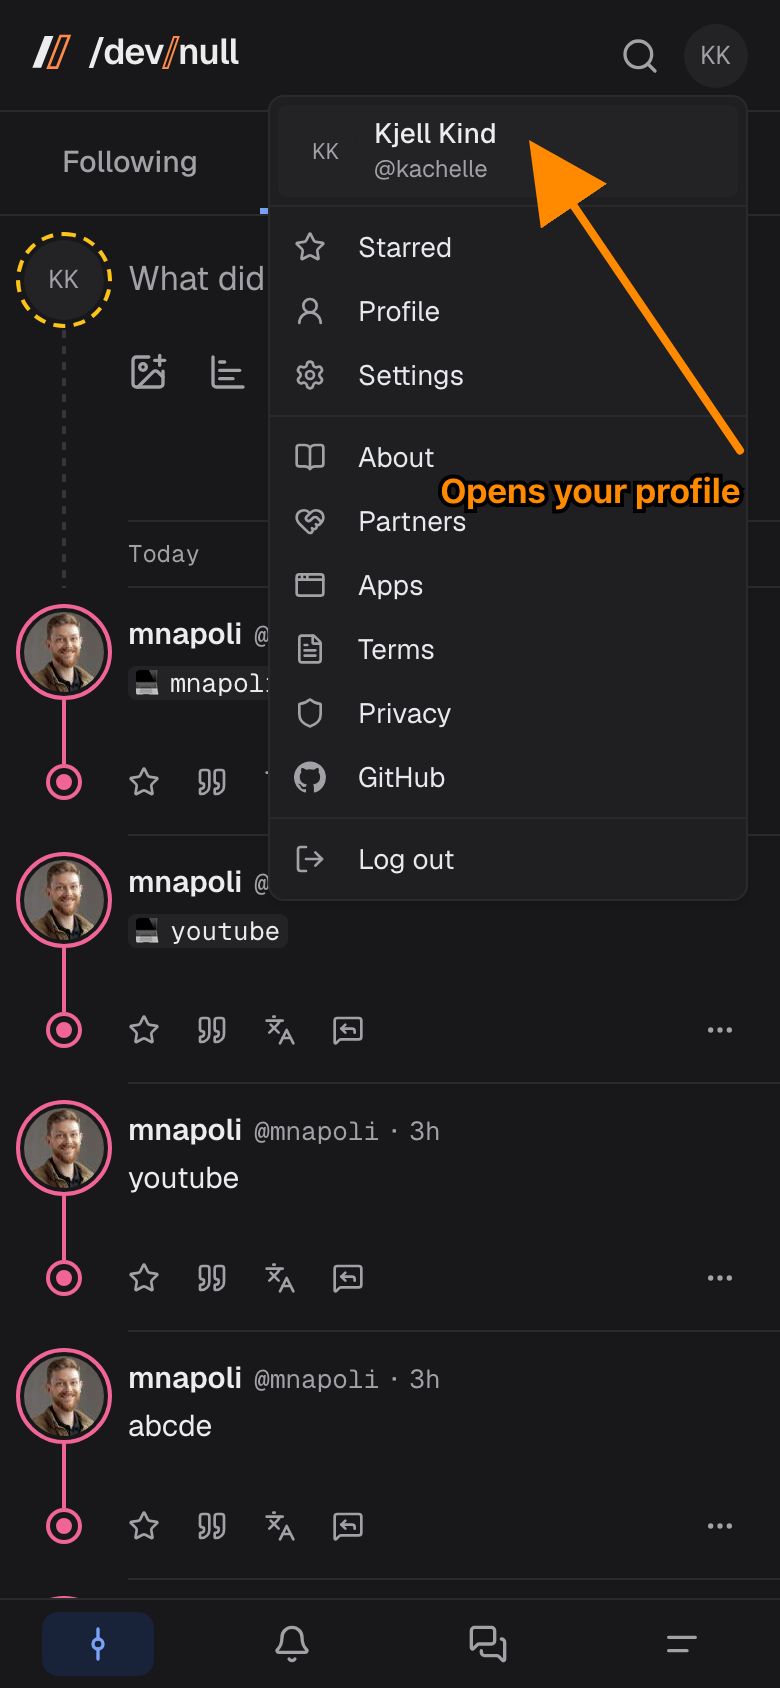 /dev/null
KK
Following
KK
Kjell Kind
@kachelle
KK
What did
Starred
Profile
Settings
About
Opens your profile
Partners
Today
Apps
mnapoli @
Terms
mnapoli
Privacy
GitHub
Log out
mnapoli @
youtube
mnapoli @mnapoli · 3h
youtube
mnapoli @mnapoli · 3h
abcde